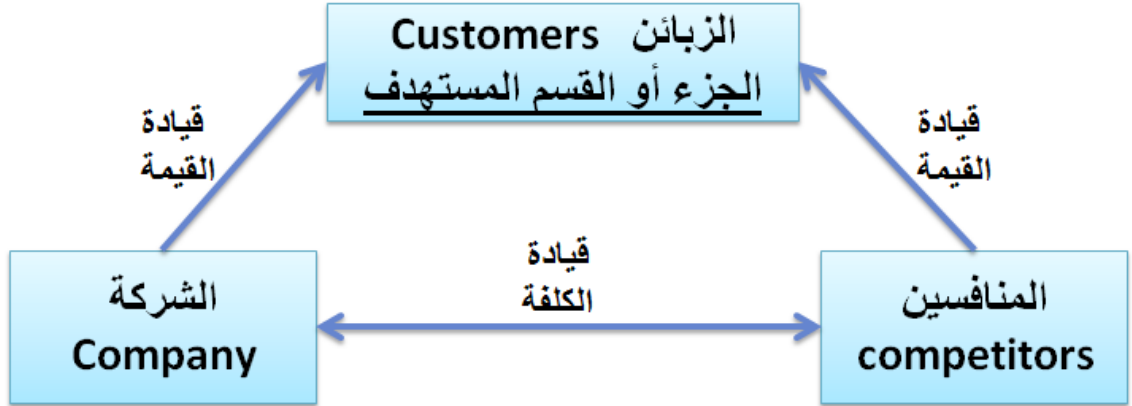 الزبائن Customers
الجزء أو القسم المستهدف
قيادة
القيمة
قيادة
القيمة
قيادة
الكلفة
المنافسين
competitors
الشركة
Company